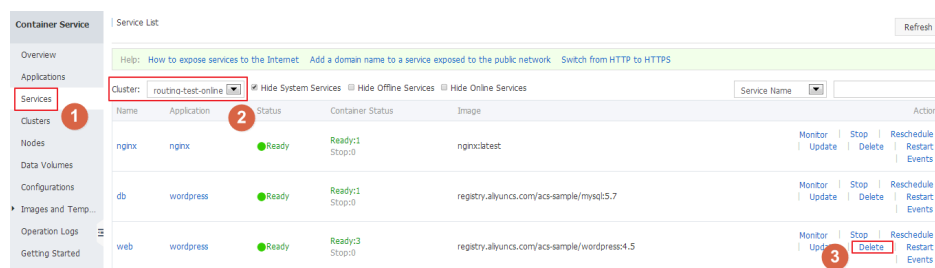 Container Service
Service List
Refresh
Overview
Applications
Services
Clusters
Nodes
Data Volumes
Configurations
Images and Temp...
Operation Logs
Getting Started
1
Help: How to expose services to the Internet Add a domain name to a service exposed to the public network Switch from HTTP to HTTPS
Cluster: routing-test-online Hide System Services Hide Offline Services Hide Online Services Service Name
2
Name Application Status Container Status Image Action
nginx nginx Ready Ready:1 Stop:0 nginx:latest Monitor Stop Reschedule
Update Delete Restart
Events
db wordpress Ready Ready:1 Stop:0 registry.aliyuncs.com/acs-sample/mysql:5.7 Monitor Stop Reschedule
Update Delete Restart
Events
web wordpress Ready Ready:3 Stop:0 registry.aliyuncs.com/acs-sample/wordpress:4.5 Monitor Stop Reschedule
Delete Restart
3
Events